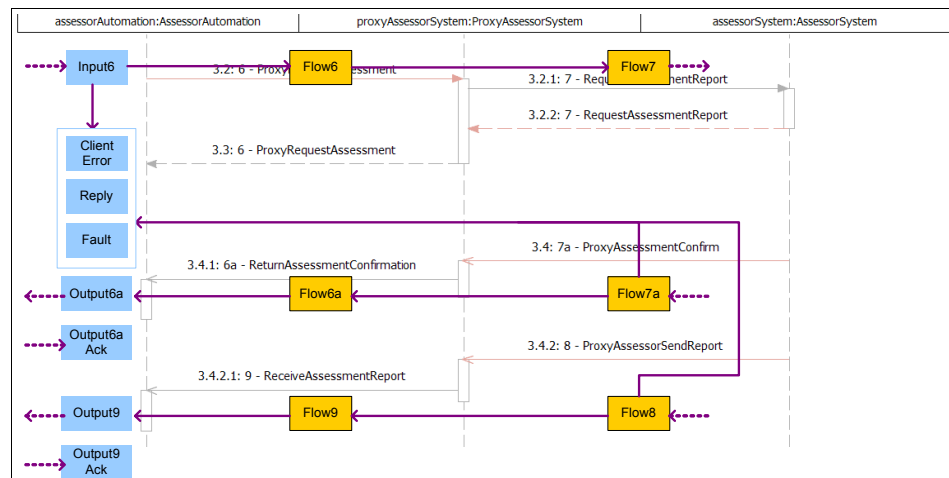 assessorAutomation:AssessorAutomation
proxyAssessorSystem:ProxyAssessorSystem
assessorSystem:AssessorSystem
Input6
Flow6
Flow7
3.2: 6 - Proxy
3.2.1: 7 - RequestAssessmentReport
3.2.2: 7 - RequestAssessmentReport
Client
Error
3.3: 6 - ProxyRequestAssessment
Reply
Fault
3.4: 7a - ProxyAssessmentConfirm
3.4.1: 6a - ReturnAssessmentConfirmation
Output6a
Flow6a
Flow7a
Output6a
Ack
3.4.2: 8 - ProxyAssessorSendReport
3.4.2.1: 9 - ReceiveAssessmentReport
Output9
Flow9
Flow8
Output9
Ack